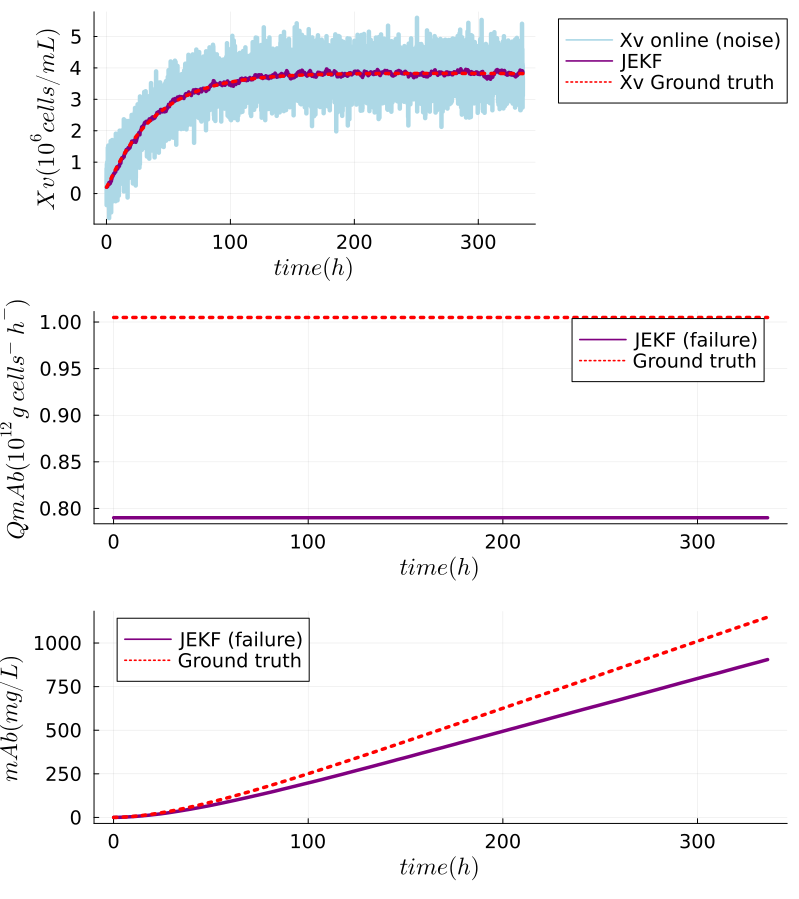 Xv(10^6 cells/mL)
5
4
3
2
1
0
0 100 200 300
time(h)
Xv online (noise)
JEKF
Xv Ground truth
QmAb(10^12 g cells^- h^-)
1.00
0.95
0.90
0.85
0.80
0 100 200 300
time(h)
JEKF (failure)
Ground truth
mAb(mg/L)
1000
750
500
250
0
0 100 200 300
time(h)
JEKF (failure)
Ground truth